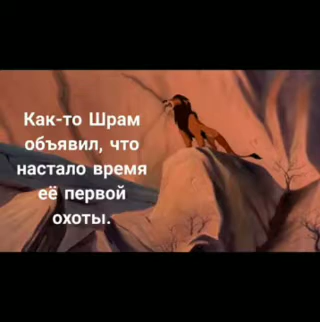 Как-то Шрам
объявил, что
настало время
её первой
охоты.